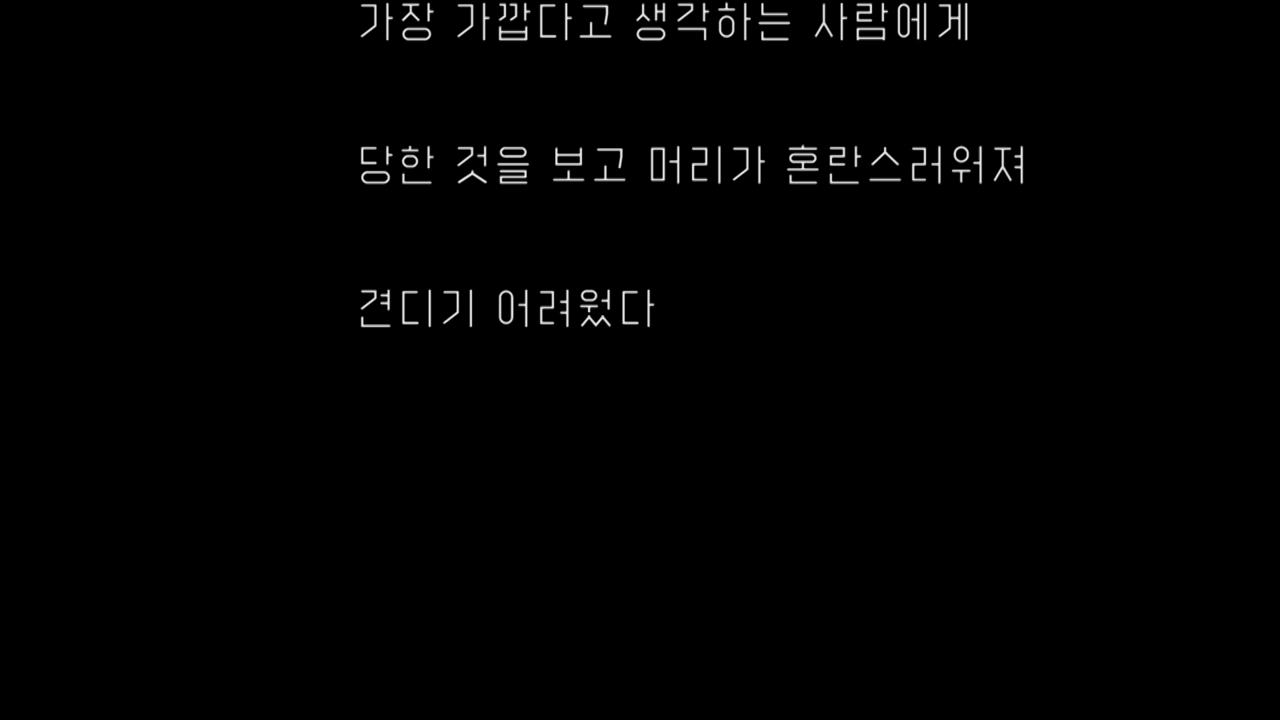 가장 가깝다고 생각하는 사람에게
당한 것을 보고 머리가 혼란스러워져
견디기 어려웠다